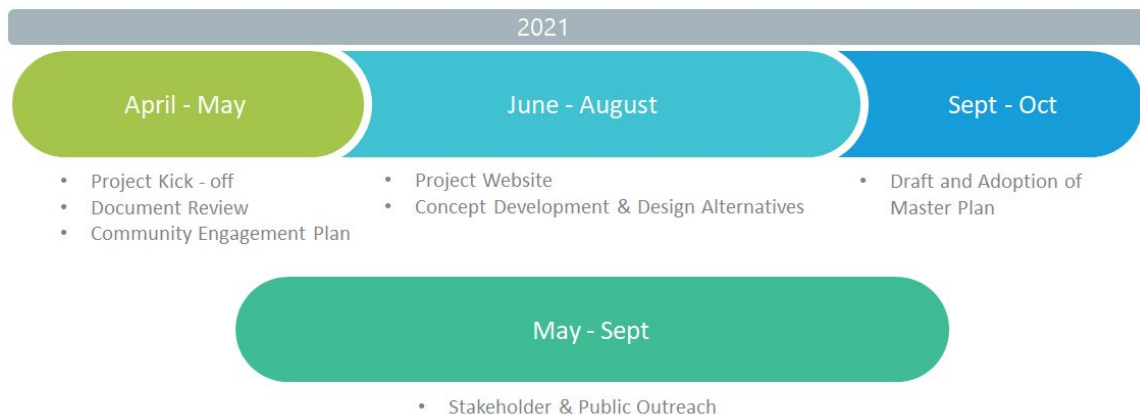 2021
April - May
June - August
Sept - Oct
• Project Kick - off
• Document Review
• Community Engagement Plan
• Project Website
• Concept Development & Design Alternatives
• Draft and Adoption of
Master Plan
May - Sept
• Stakeholder & Public Outreach